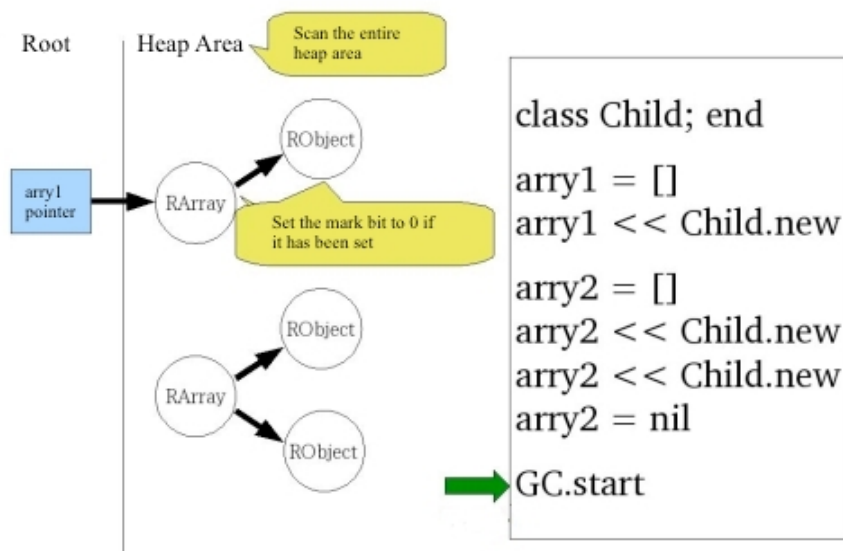 Root
Heap Area
Scan the entire
heap area
RObject
RArray
arry1
pointer
Set the mark bit to 0 if
it has been set
RObject
RArray
RObject
class Child; end
arry1 = []
arry1 << Child.new
arry2 = []
arry2 << Child.new
arry2 << Child.new
arry2 = nil
GC.start